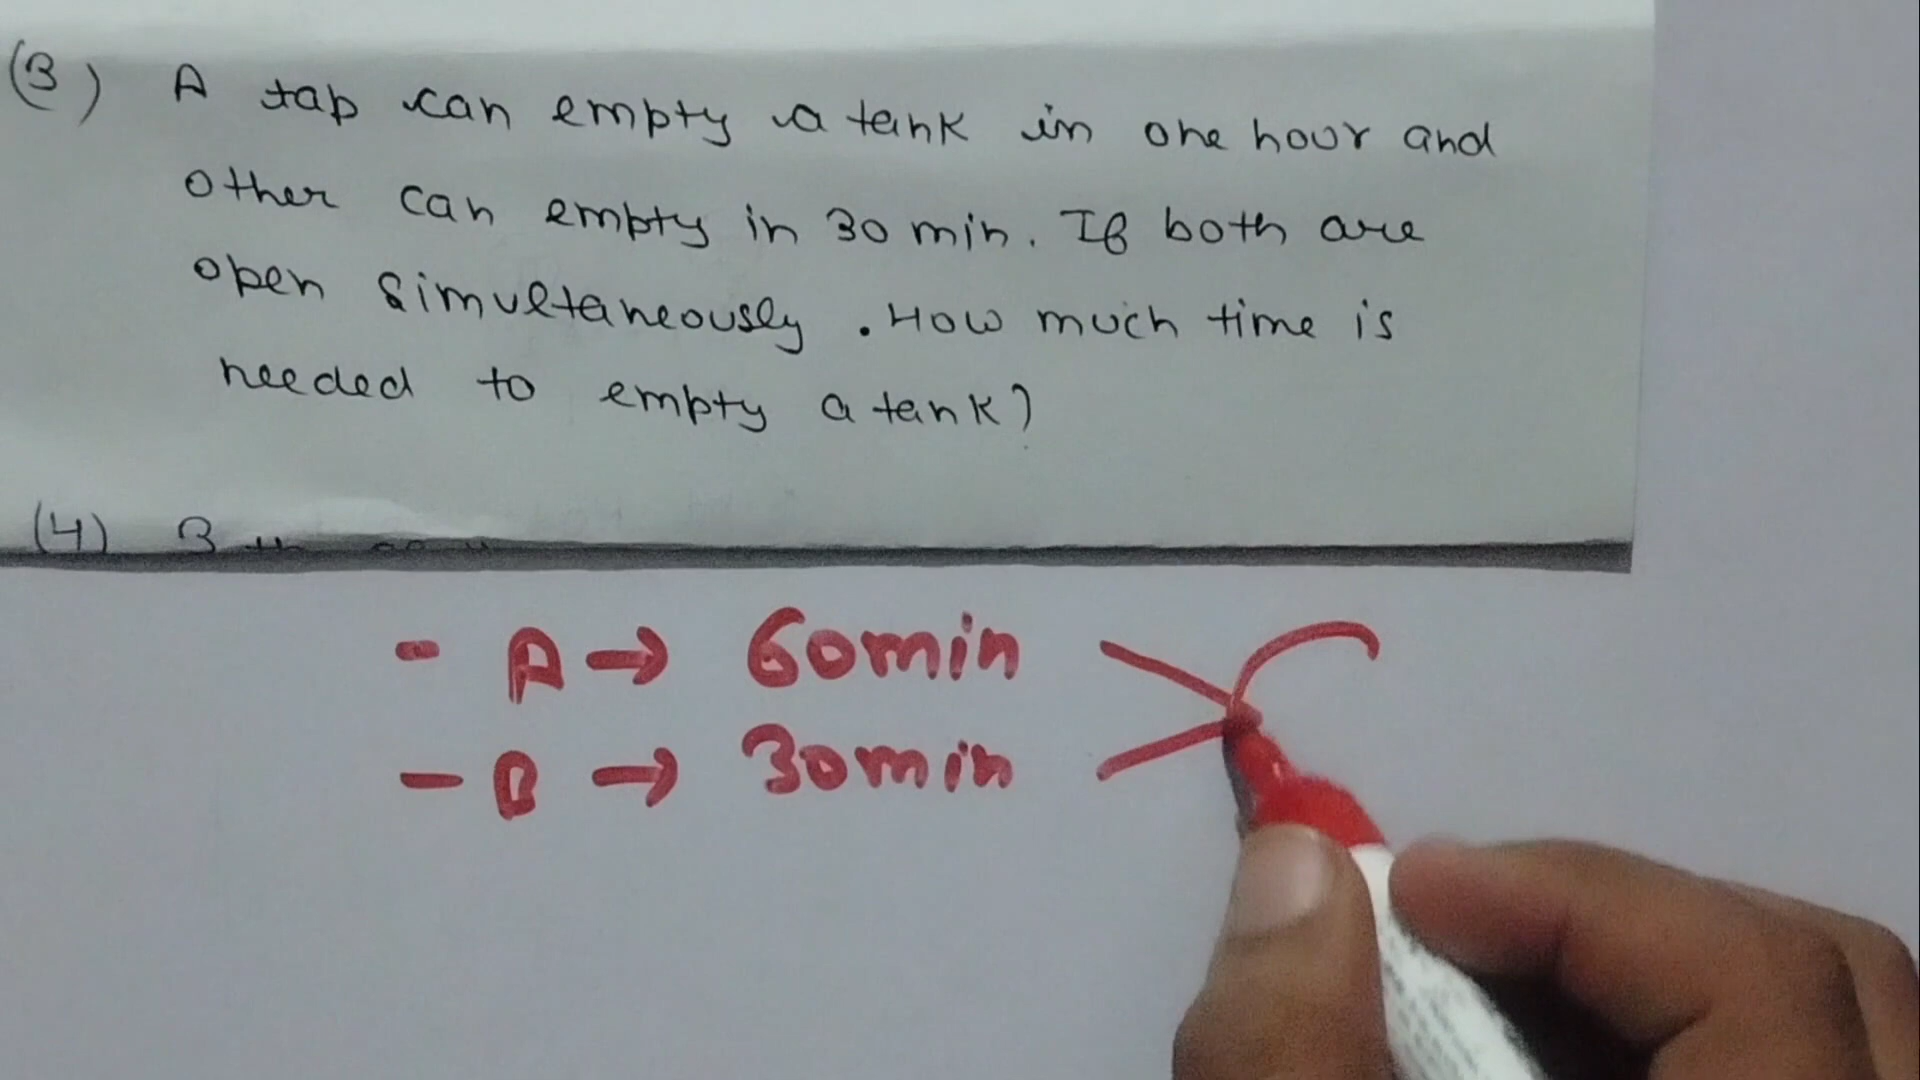 (3) A tap can empty a tank in one hour and
other can empty in 30 min. If both are
open simultaneously. How much time is
needed to empty a tank?
(4) 3
- A → 60min
- B → 30min